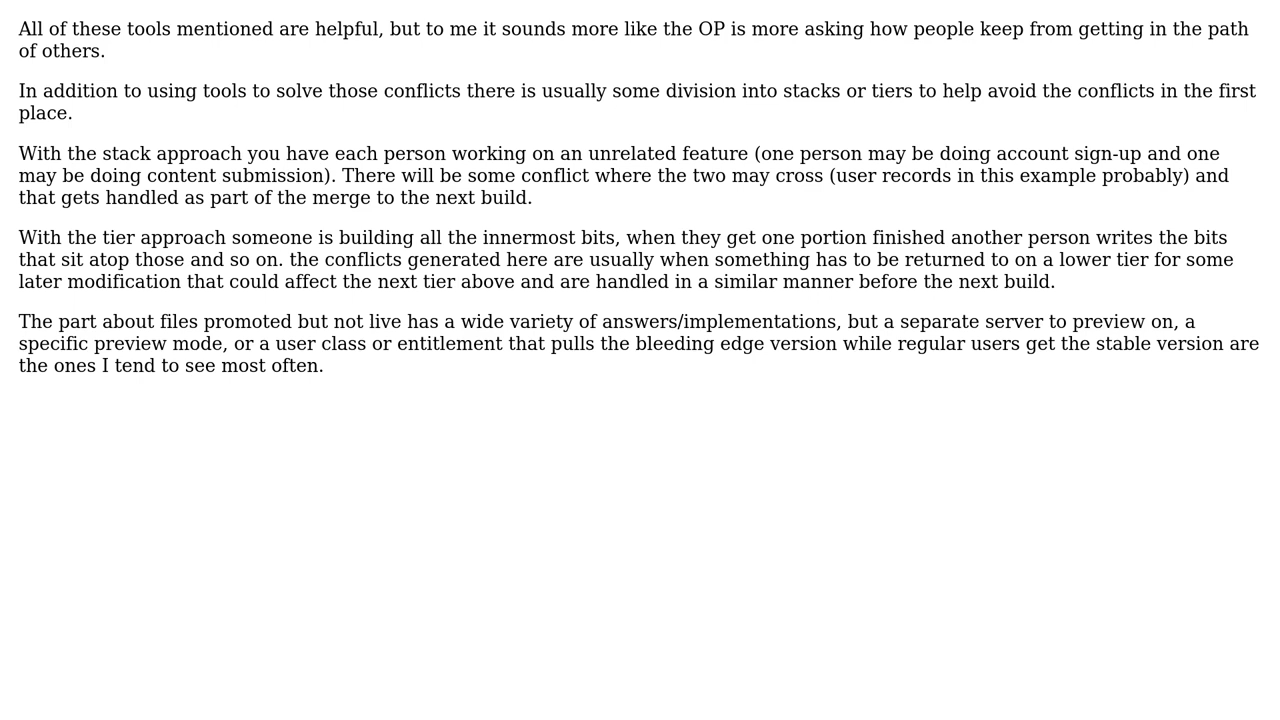 All of these tools mentioned are helpful, but to me it sounds more like the OP is more asking how people keep from getting in the path
of others.
In addition to using tools to solve those conflicts there is usually some division into stacks or tiers to help avoid the conflicts in the first
place.
With the stack approach you have each person working on an unrelated feature (one person may be doing account sign-up and one
may be doing content submission). There will be some conflict where the two may cross (user records in this example probably) and
that gets handled as part of the merge to the next build.
With the tier approach someone is building all the innermost bits, when they get one portion finished another person writes the bits
that sit atop those and so on. the conflicts generated here are usually when something has to be returned to on a lower tier for some
later modification that could affect the next tier above and are handled in a similar manner before the next build.
The part about files promoted but not live has a wide variety of answers/implementations, but a separate server to preview on, a
specific preview mode, or a user class or entitlement that pulls the bleeding edge version while regular users get the stable version are
the ones I tend to see most often.